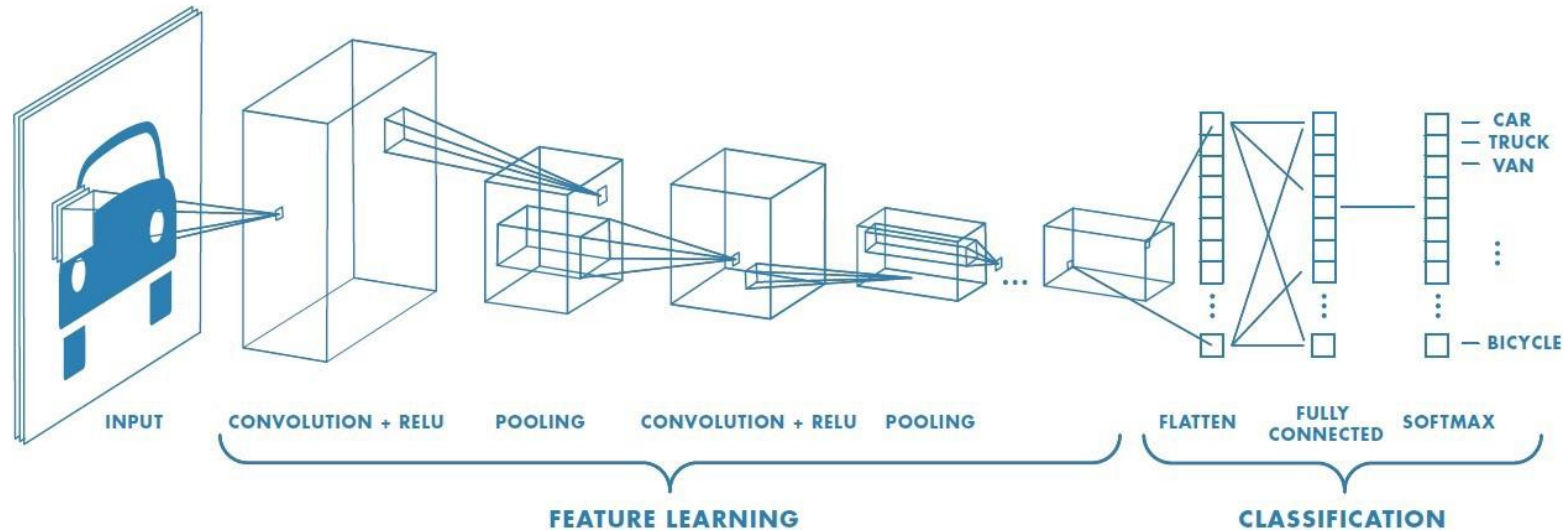 CAR
TRUCK
VAN
BICYCLE
INPUT
CONVOLUTION + RELU
POOLING
CONVOLUTION + RELU
POOLING
FLATTEN
FULLY
CONNECTED
SOFTMAX
FEATURE LEARNING
CLASSIFICATION